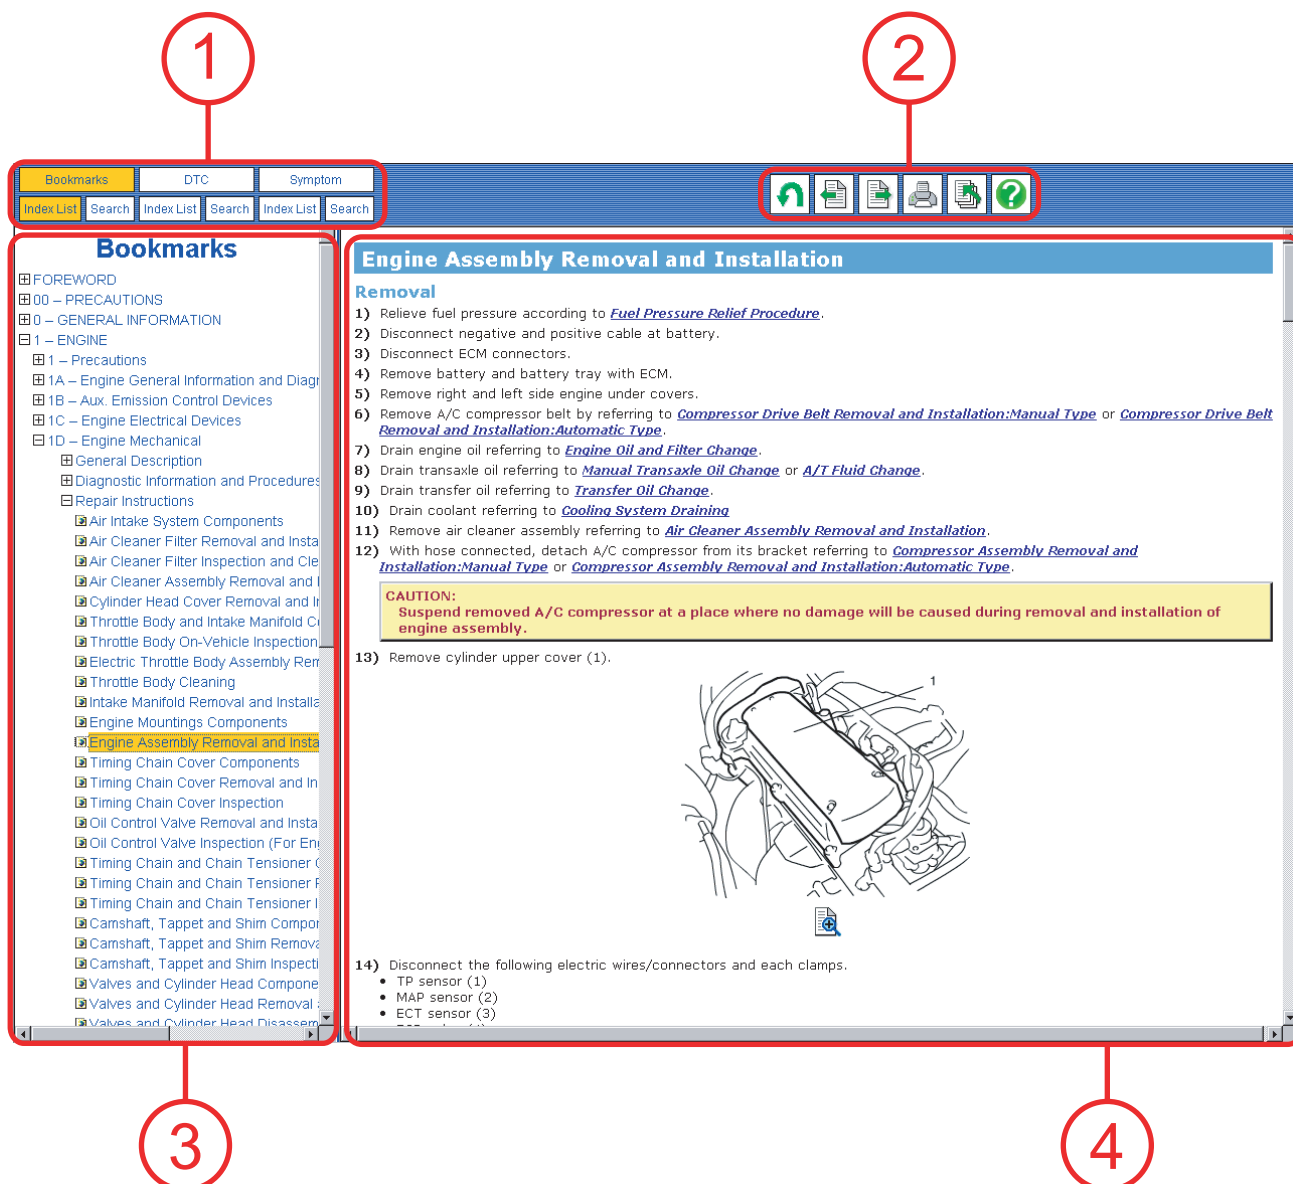 1
2
Bookmarks DTC Symptom
Index List Search Index List Search Index List Search
Bookmarks
FOREWORD
00 – PRECAUTIONS
0 – GENERAL INFORMATION
1 – ENGINE
1 – Precautions
1A – Engine General Information and Diagn
1B – Aux. Emission Control Devices
1C – Engine Electrical Devices
1D – Engine Mechanical
General Description
Diagnostic Information and Procedures
Repair Instructions
Air Intake System Components
Air Cleaner Filter Removal and Insta
Air Cleaner Filter Inspection and Cle
Air Cleaner Assembly Removal and I
Cylinder Head Cover Removal and In
Throttle Body and Intake Manifold Co
Throttle Body On-Vehicle Inspection
Electric Throttle Body Assembly Rem
Throttle Body Cleaning
Intake Manifold Removal and Installa
Engine Mountings Components
Engine Assembly Removal and Insta
Timing Chain Cover Components
Timing Chain Cover Removal and In
Timing Chain Cover Inspection
Oil Control Valve Removal and Insta
Oil Control Valve Inspection (For En
Timing Chain and Chain Tensioner
Timing Chain and Chain Tensioner
Timing Chain and Chain Tensioner
Camshaft, Tappet and Shim Compon
Camshaft, Tappet and Shim Remova
Camshaft, Tappet and Shim Inspecti
Valves and Cylinder Head Compone
Valves and Cylinder Head Removal
Valves and Cylinder Head Disassem
Engine Assembly Removal and Installation
Removal
1) Relieve fuel pressure according to Fuel Pressure Relief Procedure.
2) Disconnect negative and positive cable at battery.
3) Disconnect ECM connectors.
4) Remove battery and battery tray with ECM.
5) Remove right and left side engine under covers.
6) Remove A/C compressor belt by referring to Compressor Drive Belt Removal and Installation:Manual Type or Compressor Drive Belt
Removal and Installation:Automatic Type.
7) Drain engine oil referring to Engine Oil and Filter Change.
8) Drain transaxle oil referring to Manual Transaxle Oil Change or A/T Fluid Change.
9) Drain transfer oil referring to Transfer Oil Change.
10) Drain coolant referring to Cooling System Draining
11) Remove air cleaner assembly referring to Air Cleaner Assembly Removal and Installation.
12) With hose connected, detach A/C compressor from its bracket referring to Compressor Assembly Removal and
Installation:Manual Type or Compressor Assembly Removal and Installation:Automatic Type.
CAUTION:
Suspend removed A/C compressor at a place where no damage will be caused during removal and installation of
engine assembly.
13) Remove cylinder upper cover (1).
1
14) Disconnect the following electric wires/connectors and each clamps.
• TP sensor (1)
• MAP sensor (2)
• ECT sensor (3)
3
4